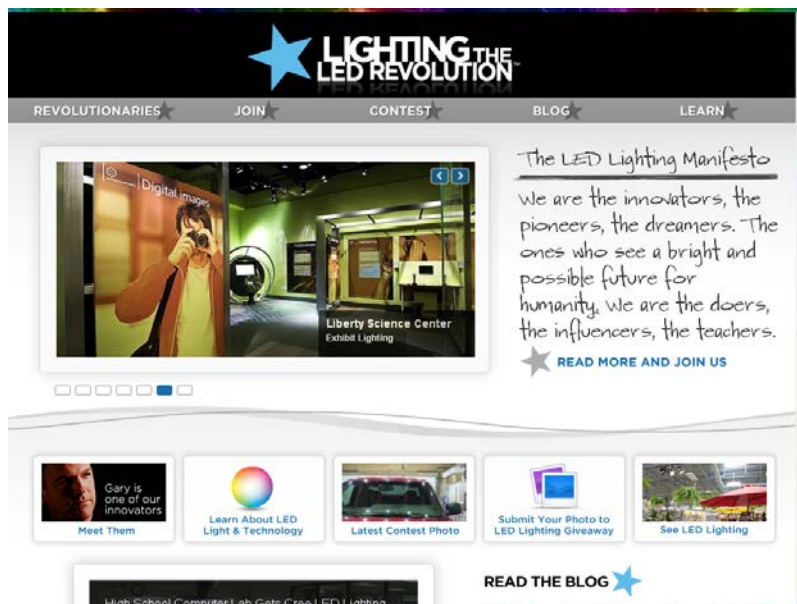 LIGHTING THE
LED REVOLUTION
REVOLUTIONARIES
JOIN
CONTEST
BLOG
LEARN
Digital images
Liberty Science Center
Exhibit Lighting
The LED Lighting Manifesto
We are the innovators, the
pioneers, the dreamers. The
ones who see a bright and
possible future for
humanity. We are the doers,
the influencers, the teachers.
READ MORE AND JOIN US
Gary is
one of our
innovators
Meet Them
Learn About LED
Light & Technology
Latest Contest Photo
Submit Your Photo to
LED Lighting Giveaway
See LED Lighting
High School Computer Lab Gets Cree LED Lighting
READ THE BLOG